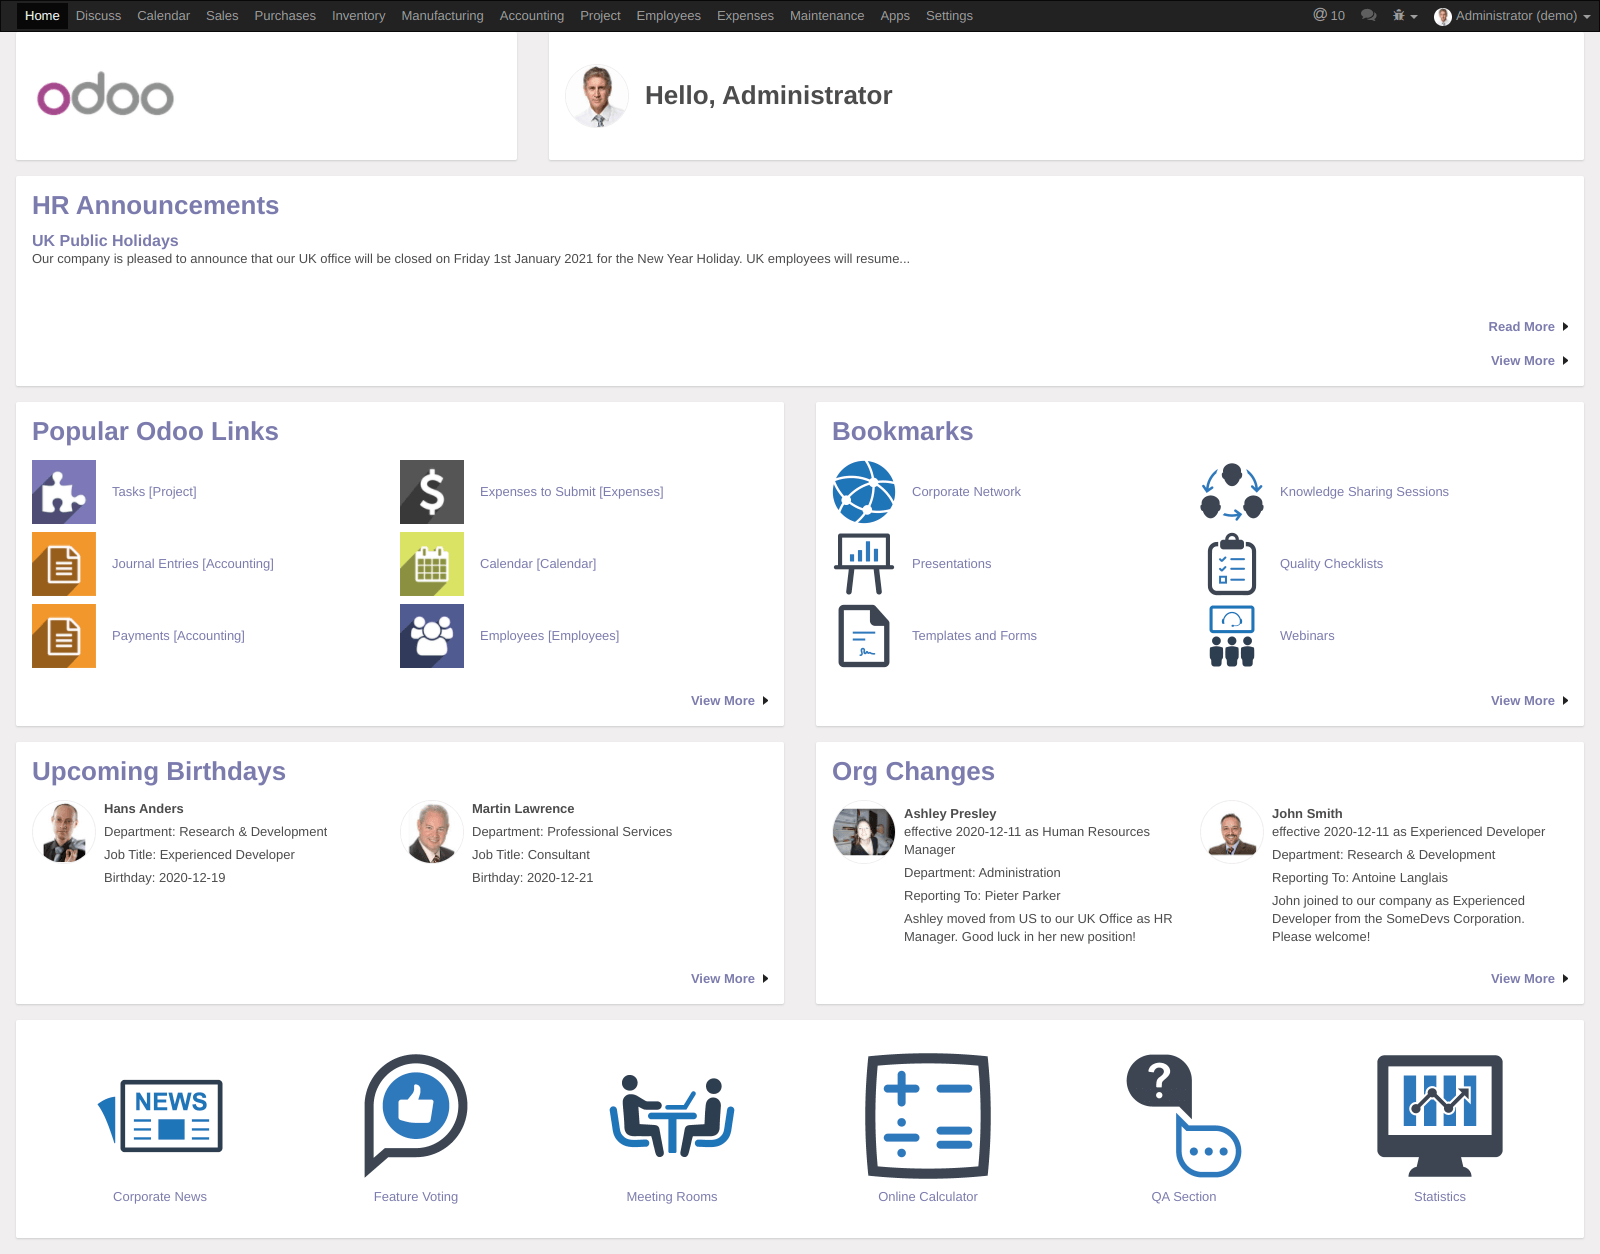 Home Discuss Calendar Sales Purchases Inventory Manufacturing Accounting Project Employees Expenses Maintenance Apps Settings @ 10 Administrator (demo)
odoo
Hello, Administrator
HR Announcements
UK Public Holidays
Our company is pleased to announce that our UK office will be closed on Friday 1st January 2021 for the New Year Holiday. UK employees will resume...
Read More
View More
Popular Odoo Links
Tasks [Project]
Expenses to Submit [Expenses]
Journal Entries [Accounting]
Calendar [Calendar]
Payments [Accounting]
Employees [Employees]
View More
Bookmarks
Corporate Network
Knowledge Sharing Sessions
Presentations
Quality Checklists
Templates and Forms
Webinars
View More
Upcoming Birthdays
Hans Anders
Department: Research & Development
Job Title: Experienced Developer
Birthday: 2020-12-19
Martin Lawrence
Department: Professional Services
Job Title: Consultant
Birthday: 2020-12-21
View More
Org Changes
Ashley Presley
effective 2020-12-11 as Human Resources
Manager
Department: Administration
Reporting To: Pieter Parker
Ashley moved from US to our UK Office as HR
Manager. Good luck in her new position!
John Smith
effective 2020-12-11 as Experienced Developer
Department: Research & Development
Reporting To: Antoine Langlais
John joined to our company as Experienced
Developer from the SomeDevs Corporation.
Please welcome!
View More
NEWS
Corporate News
Feature Voting
Meeting Rooms
Online Calculator
QA Section
Statistics